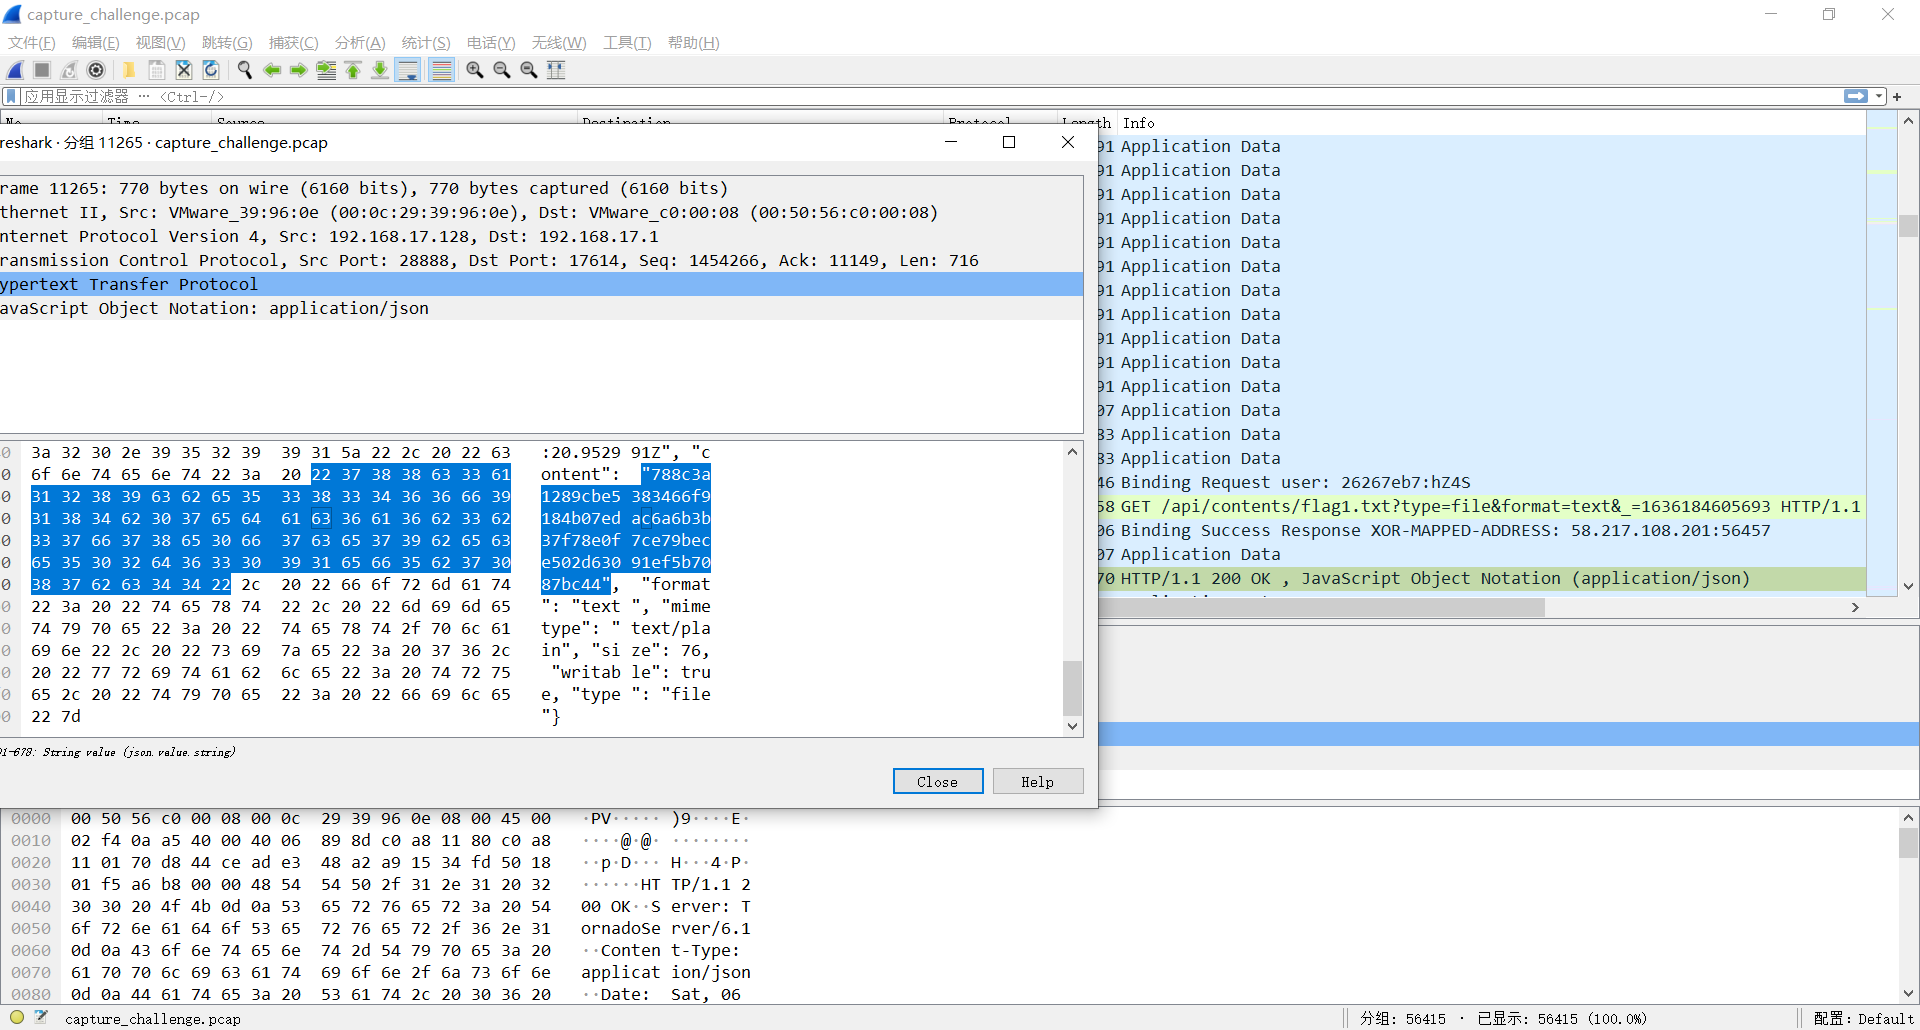 capture_challenge.pcap
文件(F) 编辑(E) 视图(V) 跳转(G) 捕获(C) 分析(A) 统计(S) 电话(Y) 无线(W) 工具(T) 帮助(H)
应用显示过滤器 … <Ctrl-/>
No. Time Source Destination Protocol Length Info
reshark · 分组 11265 · capture_challenge.pcap
rame 11265: 770 bytes on wire (6160 bits), 770 bytes captured (6160 bits)
thernet II, Src: VMware_39:96:0e (00:0c:29:39:96:0e), Dst: VMware_c0:00:08 (00:50:56:c0:00:08)
nternet Protocol Version 4, Src: 192.168.17.128, Dst: 192.168.17.1
ransmission Control Protocol, Src Port: 28888, Dst Port: 17614, Seq: 1454266, Ack: 11149, Len: 716
ypertext Transfer Protocol
avaScript Object Notation: application/json
0 3a 32 30 2e 39 35 32 39 39 31 5a 22 2c 20 22 63 :20.9529 91Z", "c
0 6f 6e 74 65 6e 74 22 3a 20 22 37 38 38 63 33 61 ontent": "788c3a
0 31 32 38 39 63 62 65 35 33 38 33 34 36 36 66 39 1289cbe5 383466f9
0 31 38 34 62 30 37 65 64 61 63 36 61 36 62 33 62 184b07ed ac6a6b3b
0 33 37 66 37 38 65 30 66 37 63 65 37 39 62 65 63 37f78e0f 7ce79bec
0 65 35 30 32 64 36 33 30 39 31 65 66 35 62 37 30 e502d630 91ef5b70
0 38 37 62 63 34 34 22 2c 20 22 66 6f 72 6d 61 74 87bc44", "format
0 22 3a 20 22 74 65 78 74 22 2c 20 22 6d 69 6d 65 ": "text ", "mime
0 74 79 70 65 22 3a 20 22 74 65 78 74 2f 70 6c 61 type": " text/pla
0 69 6e 22 2c 20 22 73 69 7a 65 22 3a 20 37 36 2c in", "si ze": 76,
0 20 22 77 72 69 74 61 62 6c 65 22 3a 20 74 72 75 "writab le": tru
0 65 2c 20 22 74 79 70 65 22 3a 20 22 66 69 6c 65 e, "type ": "file
0 22 7d "}
01-678: String value (json.value.string)
Close Help
91 Application Data
91 Application Data
91 Application Data
91 Application Data
91 Application Data
91 Application Data
91 Application Data
91 Application Data
91 Application Data
91 Application Data
91 Application Data
07 Application Data
83 Application Data
83 Application Data
46 Binding Request user: 26267eb7:hZ4S
58 GET /api/contents/flag1.txt?type=file&format=text&_=1636184605693 HTTP/1.1
06 Binding Success Response XOR-MAPPED-ADDRESS: 58.217.108.201:56457
07 Application Data
70 HTTP/1.1 200 OK , JavaScript Object Notation (application/json)
0000 00 50 56 c0 00 08 00 0c 29 39 96 0e 08 00 45 00 ·PV····· )9····E·
0010 02 f4 0a a5 40 00 40 06 89 8d c0 a8 11 80 c0 a8 ····@·@· ········
0020 11 01 70 d8 44 ce ad e3 48 a2 a9 15 34 fd 50 18 ··p·D··· H···4·P·
0030 01 f5 a6 b8 00 00 48 54 54 50 2f 31 2e 31 20 32 ······HT TP/1.1 2
0040 30 30 20 4f 4b 0d 0a 53 65 72 76 65 72 3a 20 54 00 OK··S erver: T
0050 6f 72 6e 61 64 6f 53 65 72 76 65 72 2f 36 2e 31 ornadoSe rver/6.1
0060 0d 0a 43 6f 6e 74 65 6e 74 2d 54 79 70 65 3a 20 ··Conten t-Type:
0070 61 70 70 6c 69 63 61 74 69 6f 6e 2f 6a 73 6f 6e applicat ion/json
0080 0d 0a 44 61 74 65 3a 20 53 61 74 2c 20 30 36 20 ··Date: Sat, 06
capture_challenge.pcap 分组: 56415 · 已显示: 56415 (100.0%) 配置: Default